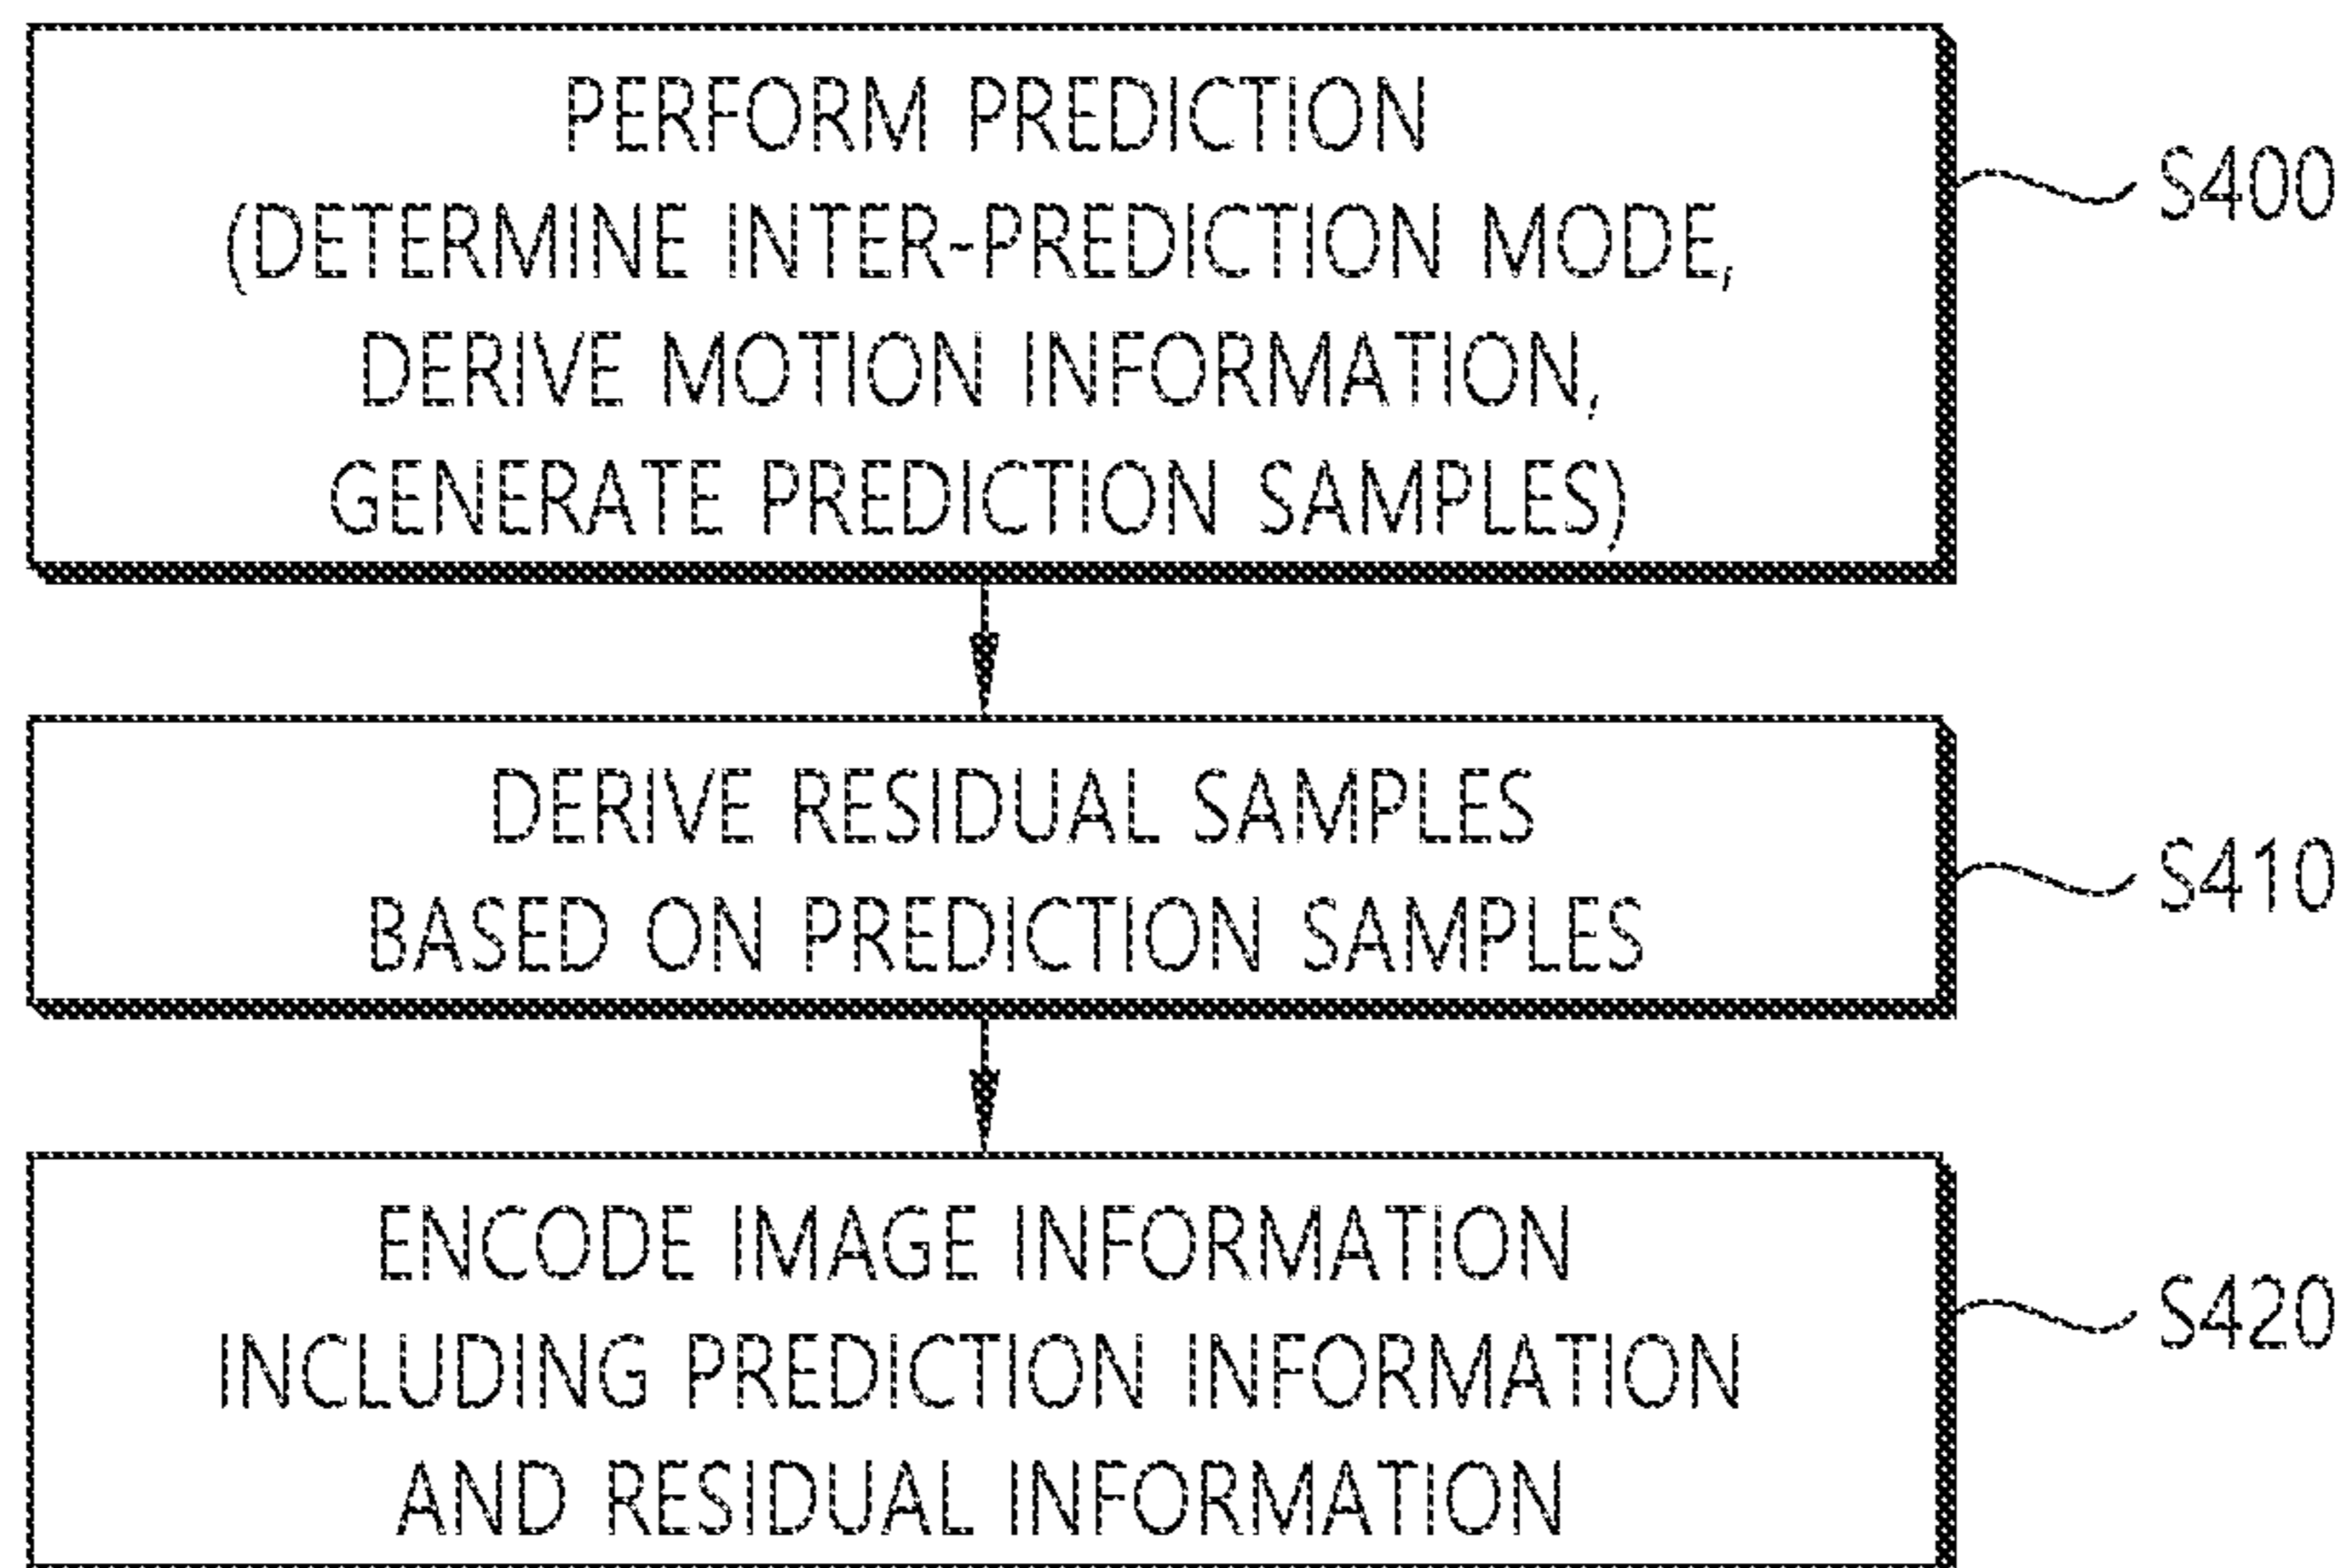 PERFORM PREDICTION
(DETERMINE INTER-PREDICTION MODE,
DERIVE MOTION INFORMATION,
GENERATE PREDICTION SAMPLES)
S400
DERIVE RESIDUAL SAMPLES
BASED ON PREDICTION SAMPLES
S410
ENCODE IMAGE INFORMATION
INCLUDING PREDICTION INFORMATION
AND RESIDUAL INFORMATION
S420